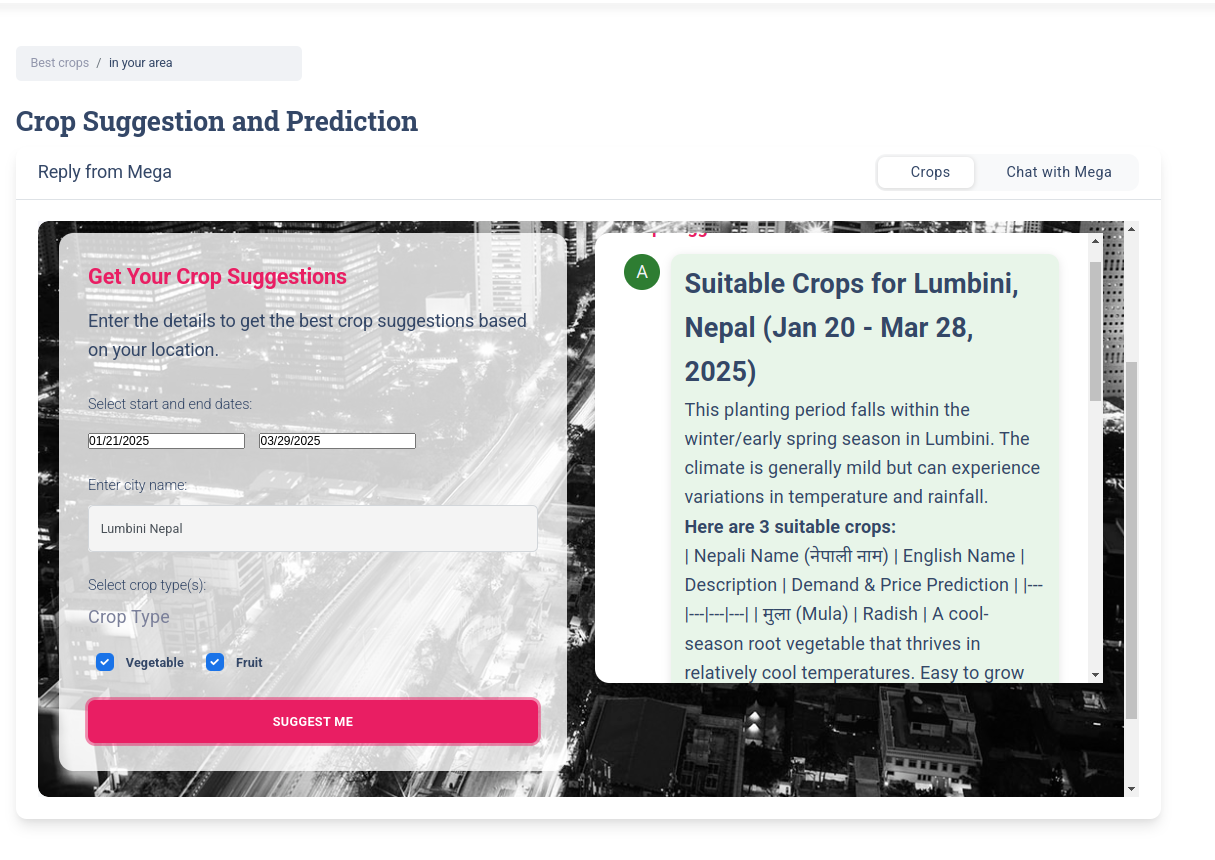 Best crops / in your area
Crop Suggestion and Prediction
Reply from Mega
Crops
Chat with Mega
Get Your Crop Suggestions
Enter the details to get the best crop suggestions based
on your location.
Select start and end dates:
01/21/2025
03/29/2025
Enter city name:
Lumbini Nepal
Select crop type(s):
Crop Type
Vegetable
Fruit
SUGGEST ME
A
Suitable Crops for Lumbini,
Nepal (Jan 20 - Mar 28,
2025)
This planting period falls within the
winter/early spring season in Lumbini. The
climate is generally mild but can experience
variations in temperature and rainfall.
Here are 3 suitable crops:
| Nepali Name (नेपाली नाम) | English Name |
Description | Demand & Price Prediction | |---
|---|---|---| | मुला (Mula) | Radish | A cool-
season root vegetable that thrives in
relatively cool temperatures. Easy to grow